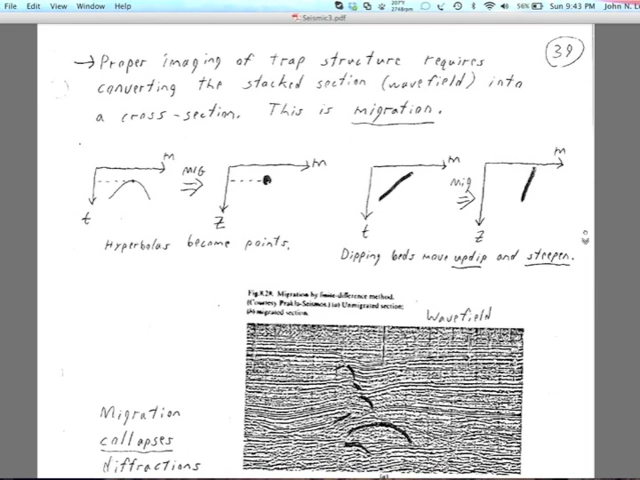 File Edit View Window Help
207°F
2748rpm
56%
Sun 9:43 PM
Seismic3.pdf
39
→ Proper imaging of trap structure requires
converting the stacked section (wavefield) into
a cross-section. This is migration.
m
t
MIG
⇒
m
z
m
t
Mig
⇒
m
z
Hyperbolas become points.
Dipping beds move updip and steepen.
Fig.8.28. Migration by finite-difference method.
(Courtesy Prakla-Seismos.) (a) Unmigrated section;
(b) migrated section.
Wavefield
Migration
collapses
diffractions
(a)